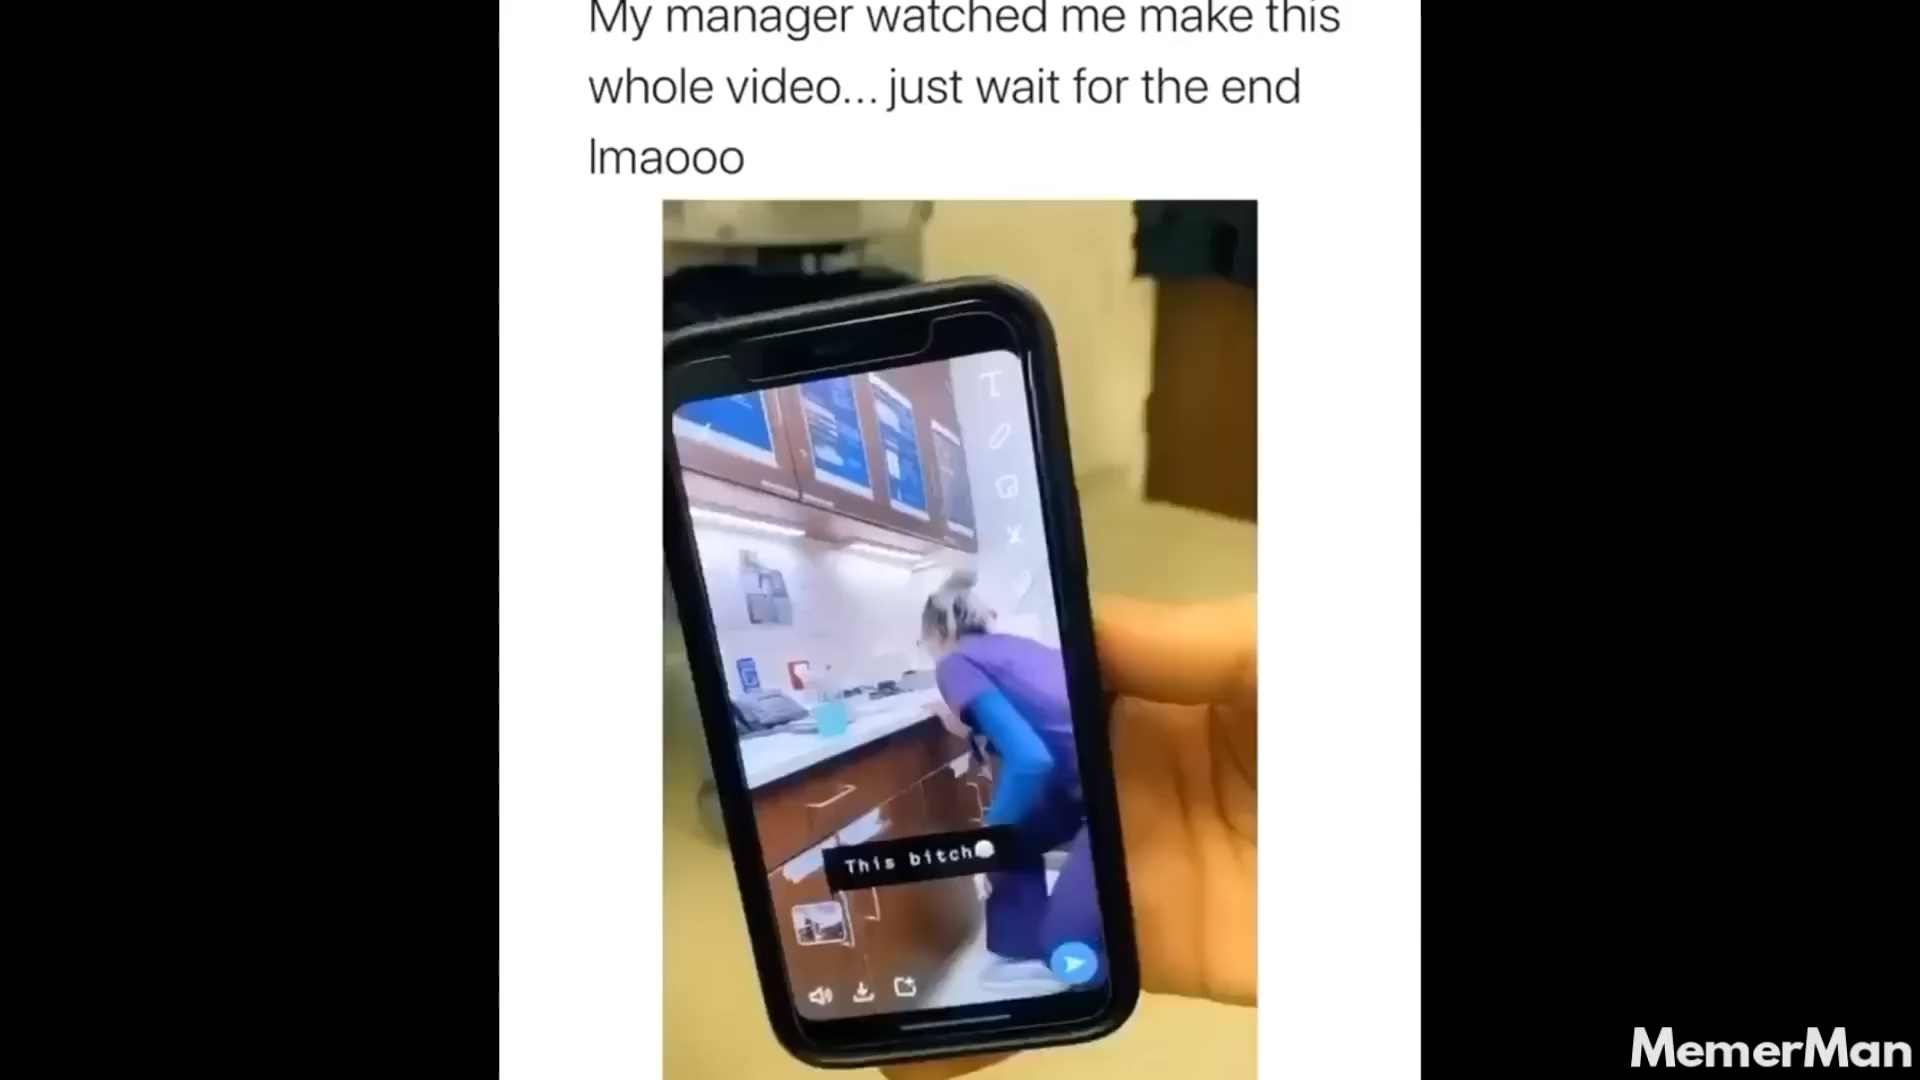 My manager watched me make this
whole video... just wait for the end
lmaooo
T
This bitch
MemerMan